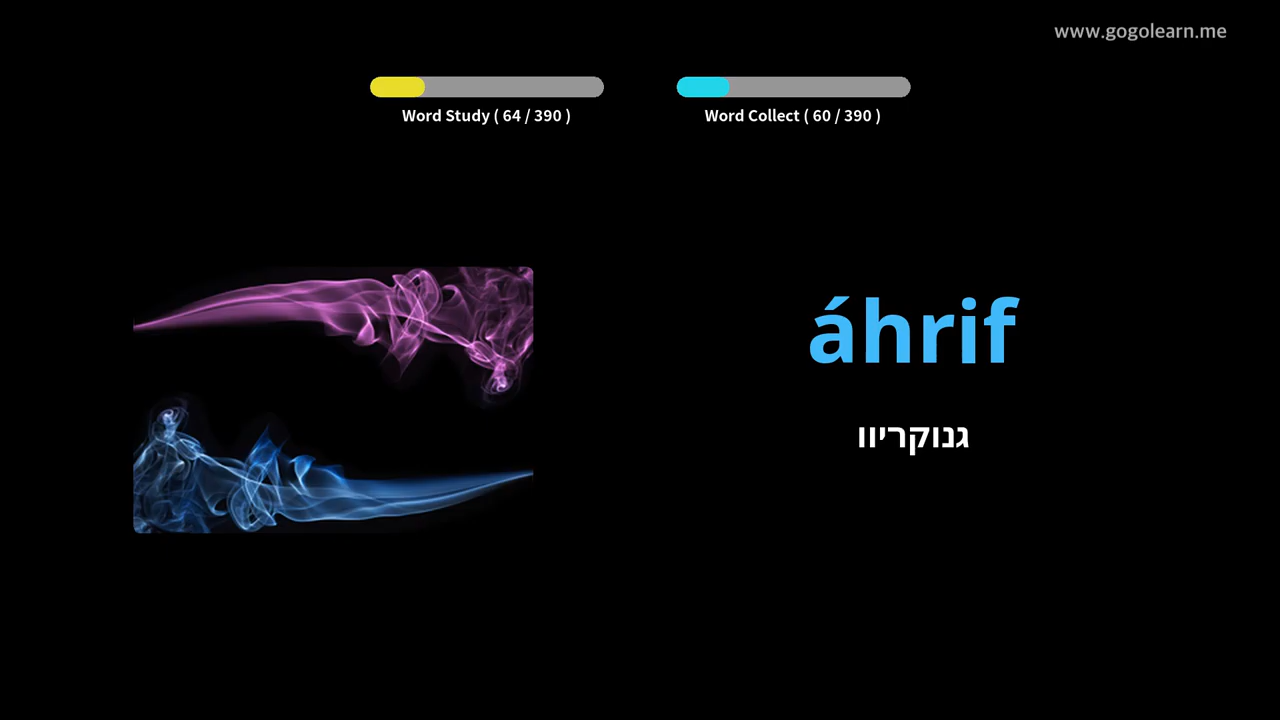 www.gogolearn.me
Word Study ( 64 / 390 )
Word Collect ( 60 / 390 )
áhrif
גנוקריוו